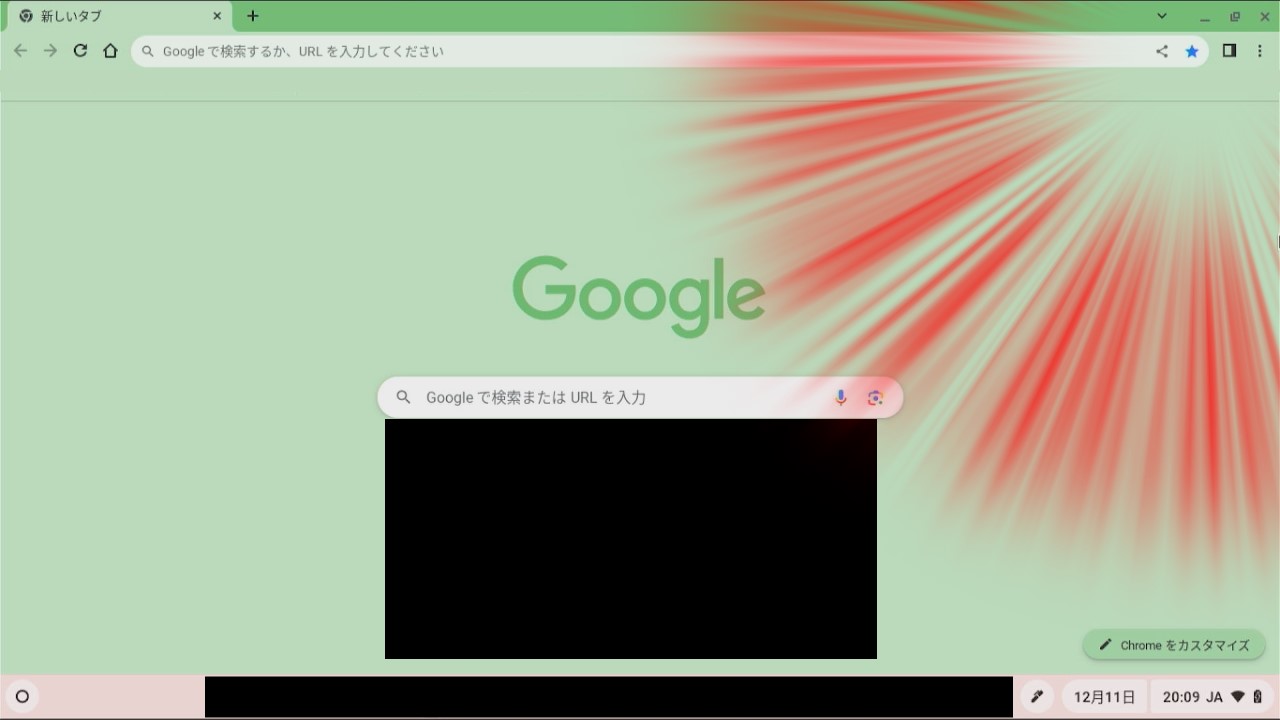 新しいタブ
Google で検索するか、URL を入力してください
Google
Google で検索または URL を入力
Chrome をカスタマイズ
12月11日
20:09 JA